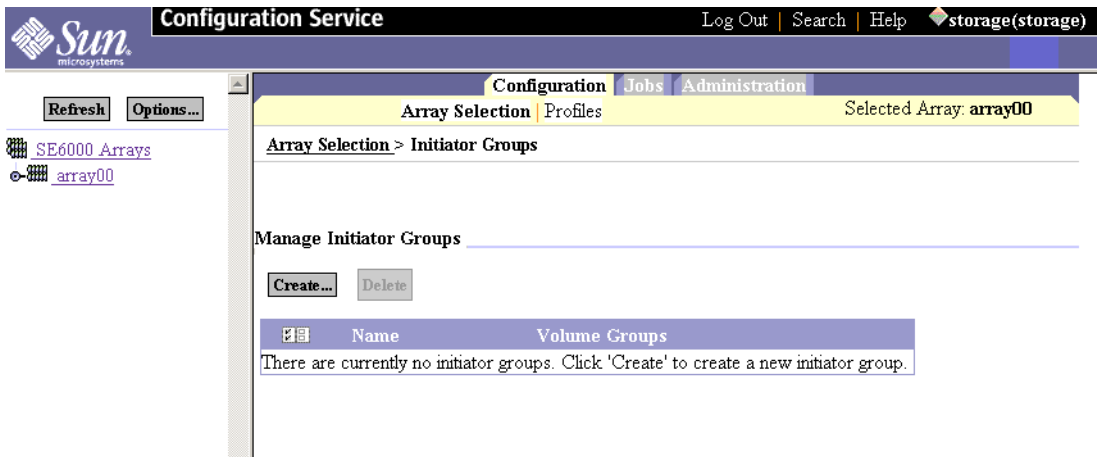 Configuration Service
Log Out | Search | Help storage(storage)
Sun
microsystems
Configuration Jobs Administration
Refresh Options...
Array Selection | Profiles Selected Array: array00
SE6000 Arrays
Array Selection > Initiator Groups
array00
Manage Initiator Groups
Create... Delete
Name Volume Groups
There are currently no initiator groups. Click 'Create' to create a new initiator group.